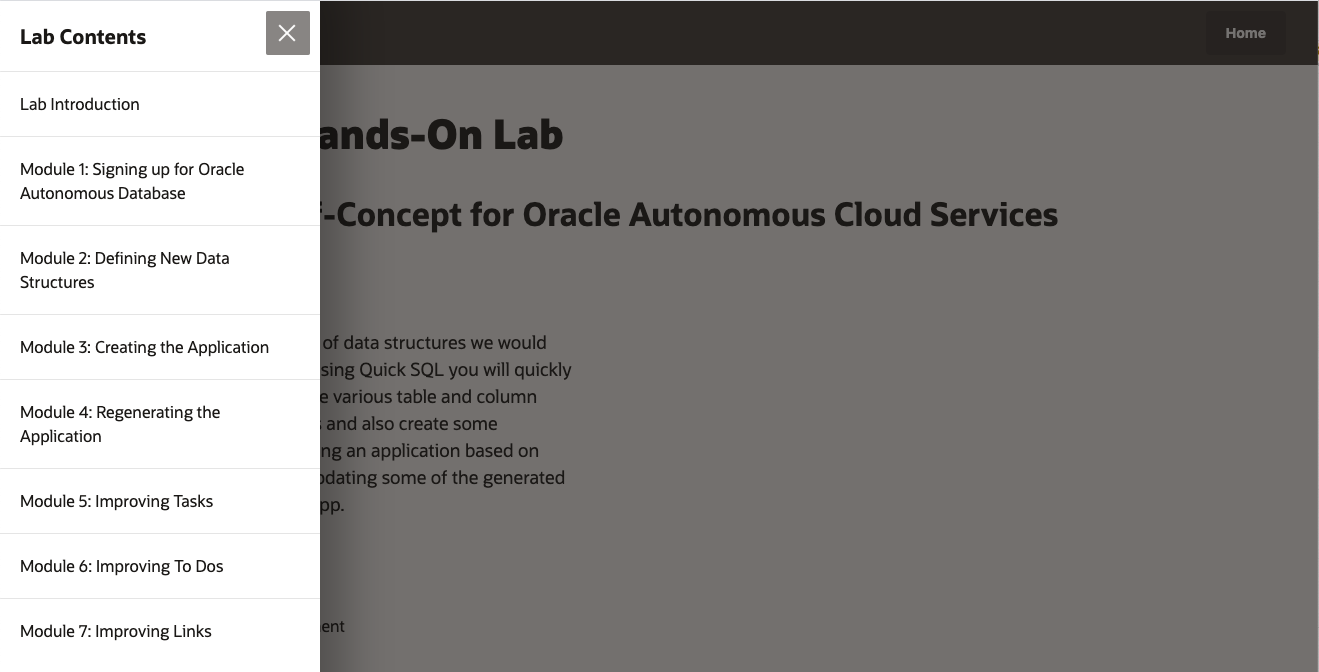 Lab Contents
Home
Lab Introduction
Module 1: Signing up for Oracle
Autonomous Database
Module 2: Defining New Data
Structures
Module 3: Creating the Application
Module 4: Regenerating the
Application
Module 5: Improving Tasks
Module 6: Improving To Dos
Module 7: Improving Links
ands-On Lab
f-Concept for Oracle Autonomous Cloud Services
of data structures we would
sing Quick SQL you will quickly
e various table and column
s and also create some
ng an application based on
pdating some of the generated
pp.
ent